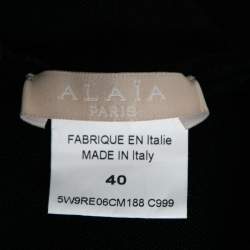 ALAÏA
PARIS
FABRIQUE EN Italie
MADE IN Italy
40
5W9RE06CM188 C999